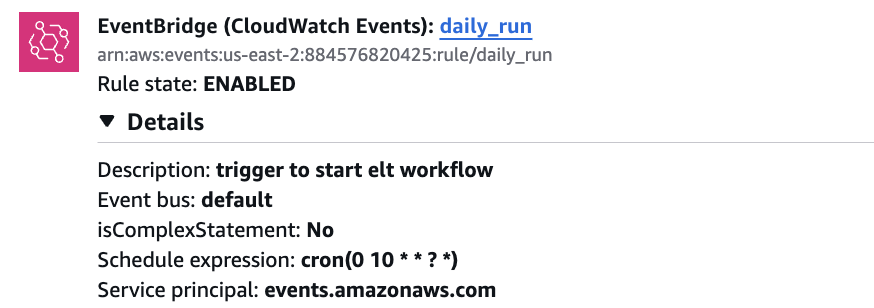 EventBridge (CloudWatch Events): daily_run
arn:aws:events:us-east-2:884576820425:rule/daily_run
Rule state: ENABLED
Details
Description: trigger to start elt workflow
Event bus: default
isComplexStatement: No
Schedule expression: cron(0 10 * * ? *)
Service principal: events.amazonaws.com